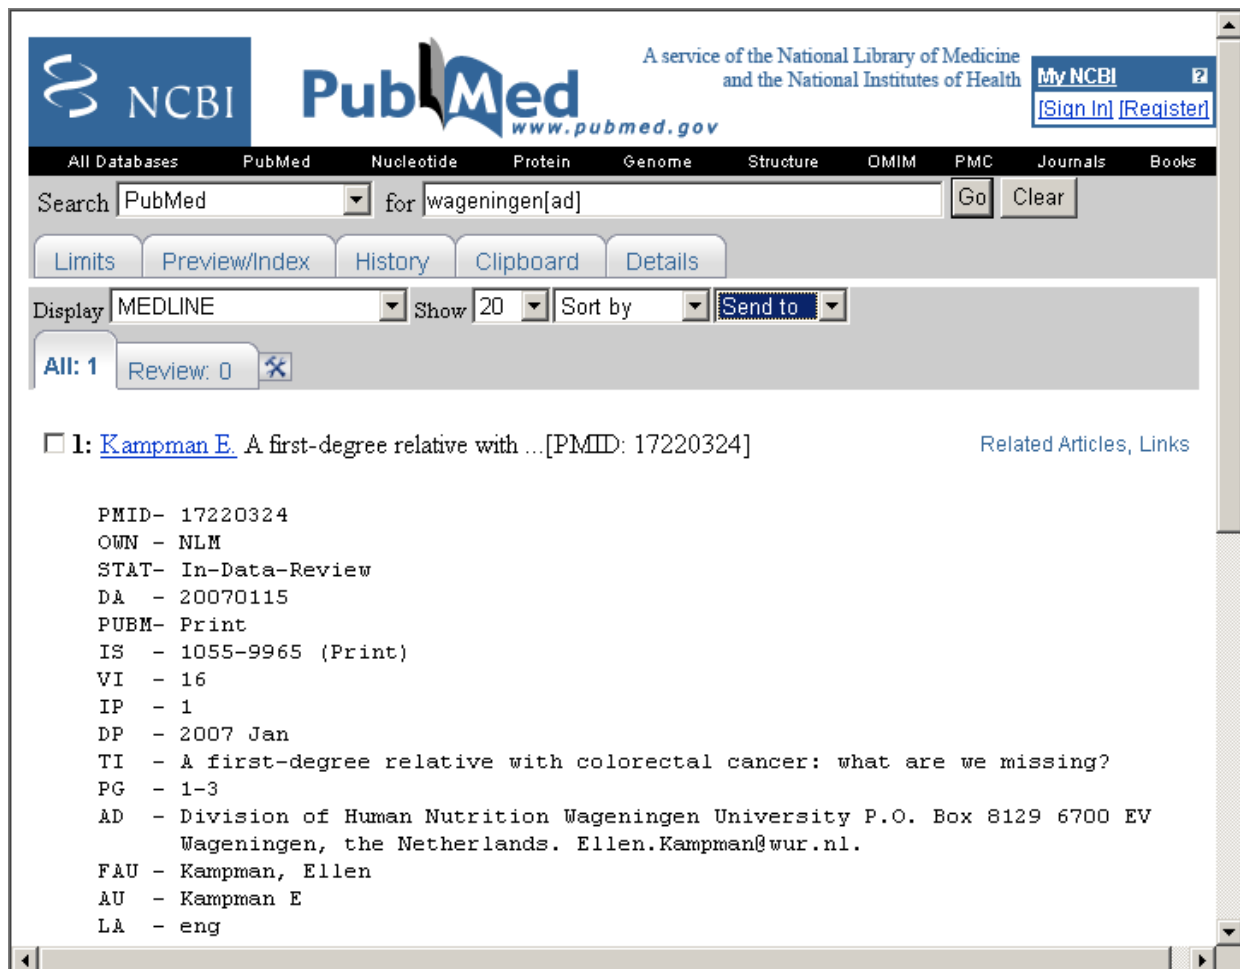 NCBI
PubMed
www.pubmed.gov
A service of the National Library of Medicine
and the National Institutes of Health
My NCBI ?
[Sign In] [Register]
All Databases PubMed Nucleotide Protein Genome Structure OMIM PMC Journals Books
Search PubMed for wageningen[ad] Go Clear
Limits Preview/Index History Clipboard Details
Display MEDLINE Show 20 Sort by Send to
All: 1 Review: 0
1: Kampman E. A first-degree relative with ...[PMID: 17220324] Related Articles, Links
PMID- 17220324
OWN - NLM
STAT- In-Data-Review
DA - 20070115
PUBM- Print
IS - 1055-9965 (Print)
VI - 16
IP - 1
DP - 2007 Jan
TI - A first-degree relative with colorectal cancer: what are we missing?
PG - 1-3
AD - Division of Human Nutrition Wageningen University P.O. Box 8129 6700 EV
Wageningen, the Netherlands. Ellen.Kampman@wur.nl.
FAU - Kampman, Ellen
AU - Kampman E
LA - eng